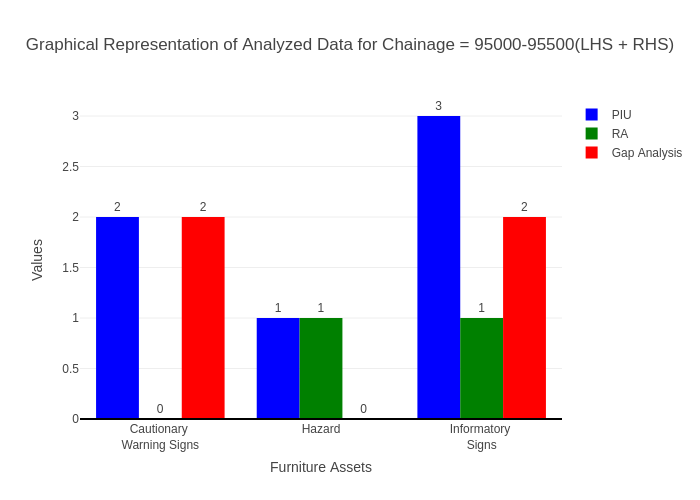 Graphical Representation of Analyzed Data for Chainage = 95000-95500(LHS + RHS)
PIU
RA
Gap Analysis
Values
3
2.5
2
1.5
1
0.5
0
2
0
2
1
1
0
3
1
2
Cautionary
Warning Signs
Hazard
Informatory
Signs
Furniture Assets